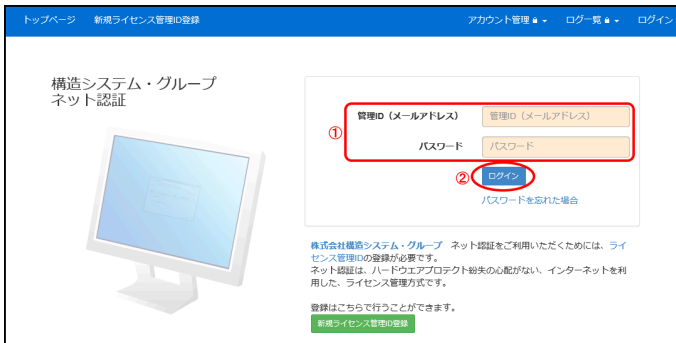 トップページ 新規ライセンス管理ID登録 アカウント管理 ログ一覧 ログイン
構造システム・グループ
ネット認証
① 管理ID（メールアドレス） 管理ID（メールアドレス）
パスワード パスワード
② ログイン
パスワードを忘れた場合
株式会社構造システム・グループ ネット認証をご利用いただくためには、ライ
センス管理IDの登録が必要です。
ネット認証は、ハードウエアプロテクト紛失の心配がない、インターネットを利
用した、ライセンス管理方式です。
登録はこちらで行うことができます。
新規ライセンス管理ID登録